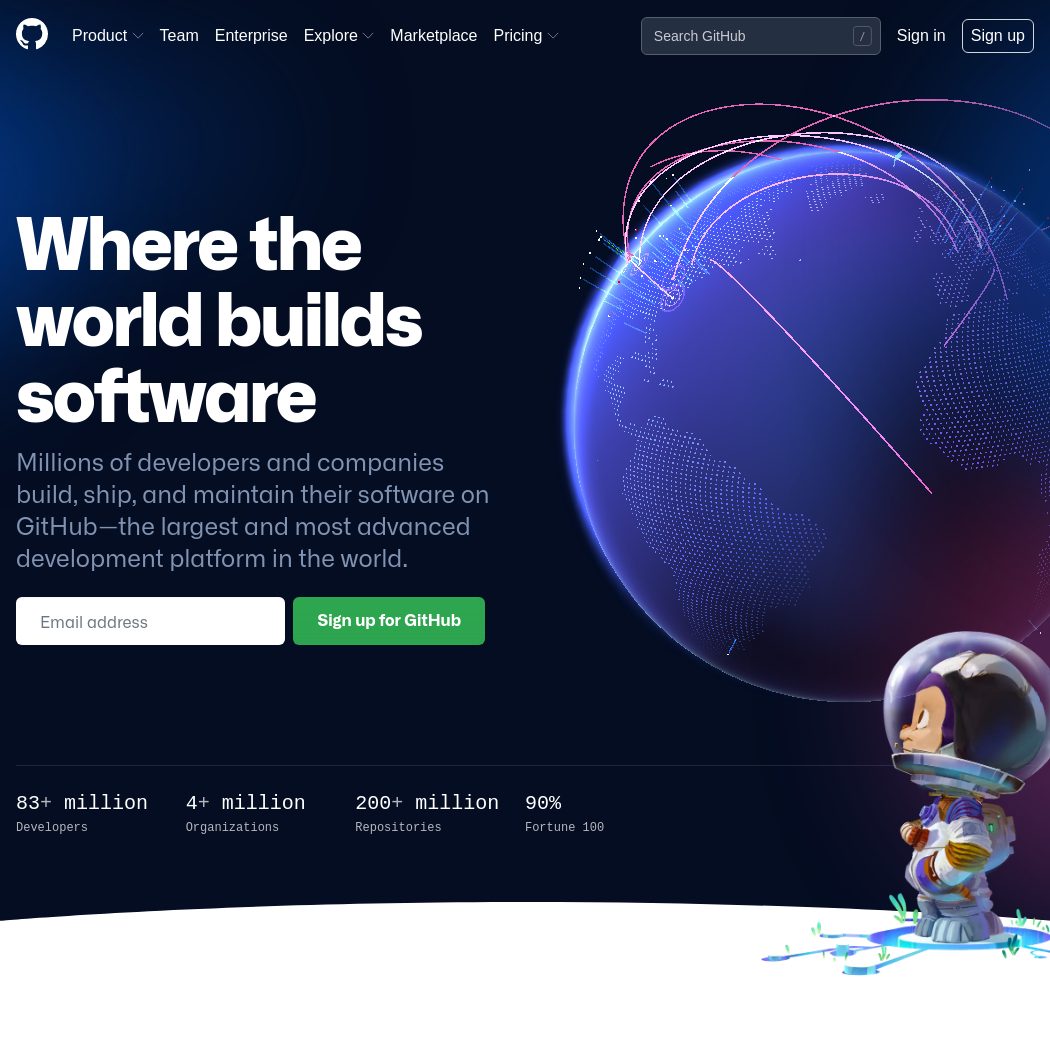 Product Team Enterprise Explore Marketplace Pricing Search GitHub / Sign in Sign up
Where the
world builds
software
Millions of developers and companies
build, ship, and maintain their software on
GitHub—the largest and most advanced
development platform in the world.
Email address Sign up for GitHub
83+ million 4+ million 200+ million 90%
Developers Organizations Repositories Fortune 100